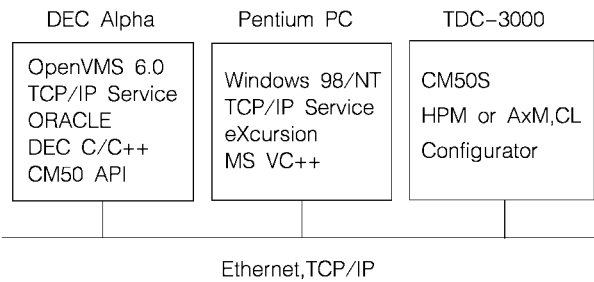 DEC Alpha
OpenVMS 6.0
TCP/IP Service
ORACLE
DEC C/C++
CM50 API
Pentium PC
Windows 98/NT
TCP/IP Service
eXcursion
MS VC++
TDC-3000
CM50S
HPM or AxM,CL
Configurator
Ethernet,TCP/IP